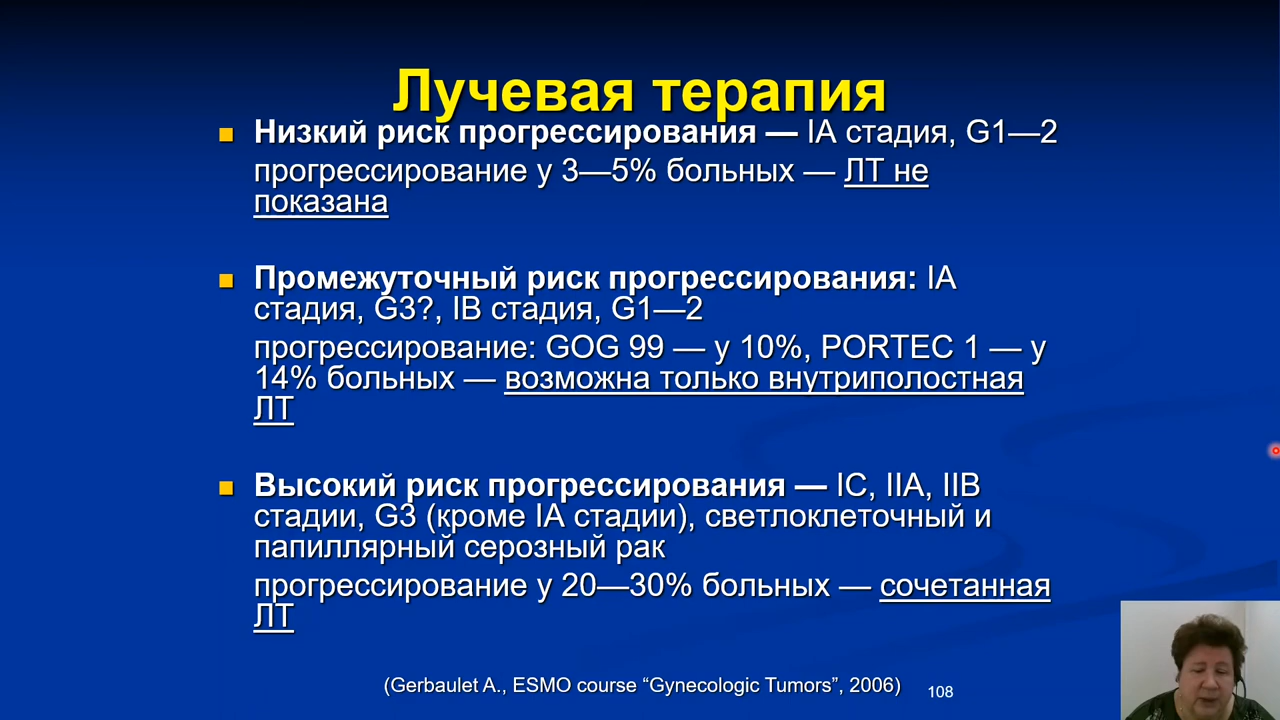 Лучевая терапия
Низкий риск прогрессирования — IA стадия, G1—2
прогрессирование у 3—5% больных — ЛТ не
показана
Промежуточный риск прогрессирования: IA
стадия, G3?, IB стадия, G1—2
прогрессирование: GOG 99 — у 10%, PORTEC 1 — у
14% больных — возможна только внутриполостная
ЛТ
Высокий риск прогрессирования — IC, IIA, IIB
стадии, G3 (кроме IA стадии), светлоклеточный и
папиллярный серозный рак
прогрессирование у 20—30% больных — сочетанная
ЛТ
(Gerbaulet A., ESMO course “Gynecologic Tumors”, 2006)
108